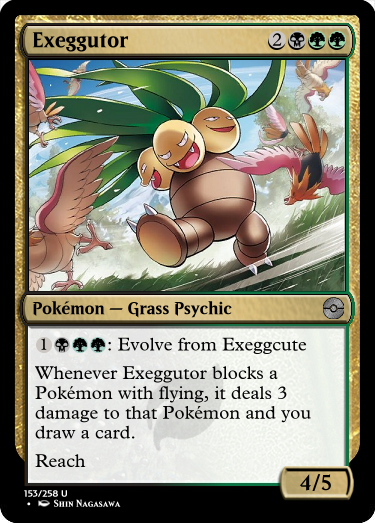 Exeggutor 2
Pokémon — Grass Psychic
1 : Evolve from Exeggcute
Whenever Exeggutor blocks a
Pokémon with flying, it deals 3
damage to that Pokémon and you
draw a card.
Reach
4/5
153/258 U
• Shin Nagasawa